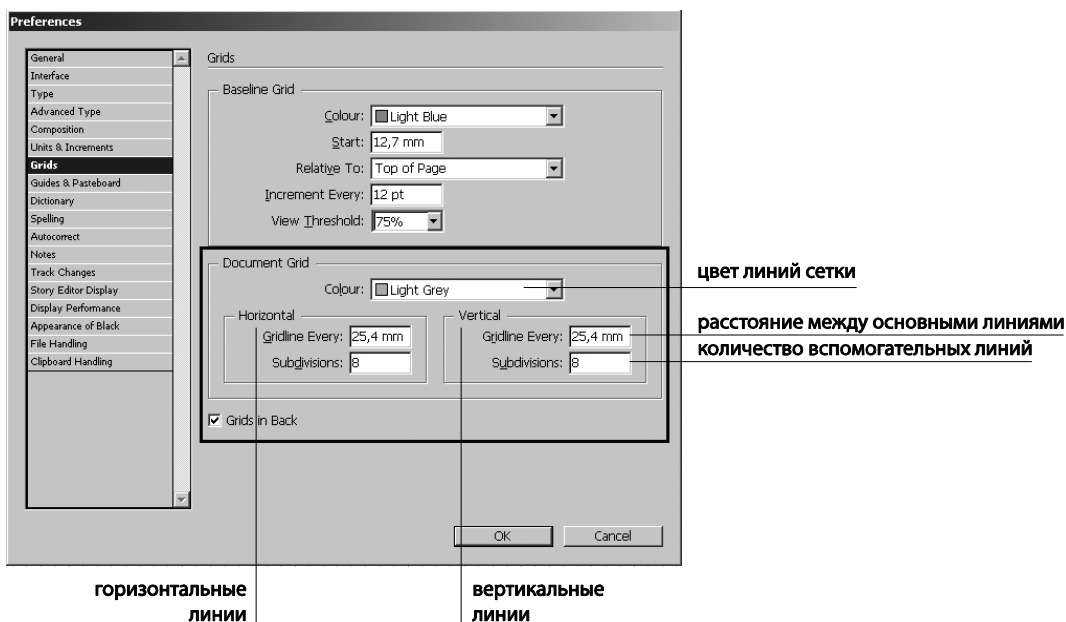 Preferences
General
Interface
Type
Advanced Type
Composition
Units & Increments
Grids
Guides & Pasteboard
Dictionary
Spelling
Autocorrect
Notes
Track Changes
Story Editor Display
Display Performance
Appearance of Black
File Handling
Clipboard Handling
Grids
Baseline Grid
Colour: Light Blue
Start: 12,7 mm
Relative To: Top of Page
Increment Every: 12 pt
View Threshold: 75%
Document Grid
Colour: Light Grey
Horizontal
Gridline Every: 25,4 mm
Subdivisions: 8
Vertical
Gridline Every: 25,4 mm
Subdivisions: 8
Grids in Back
OK Cancel
цвет линий сетки
расстояние между основными линиями
количество вспомогательных линий
горизонтальные
линии
вертикальные
линии